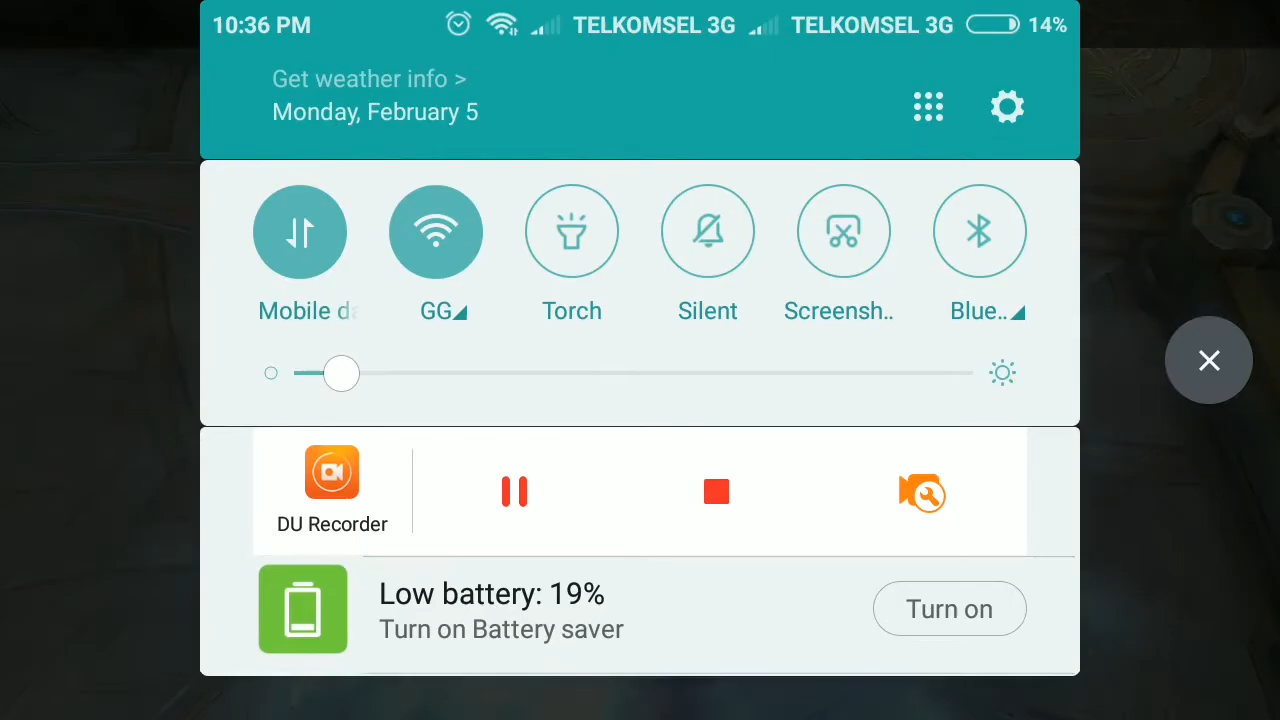 10:36 PM TELKOMSEL 3G TELKOMSEL 3G 14%
Get weather info >
Monday, February 5
Mobile da GG Torch Silent Screensh.. Blue..
DU Recorder
Low battery: 19%
Turn on Battery saver
Turn on